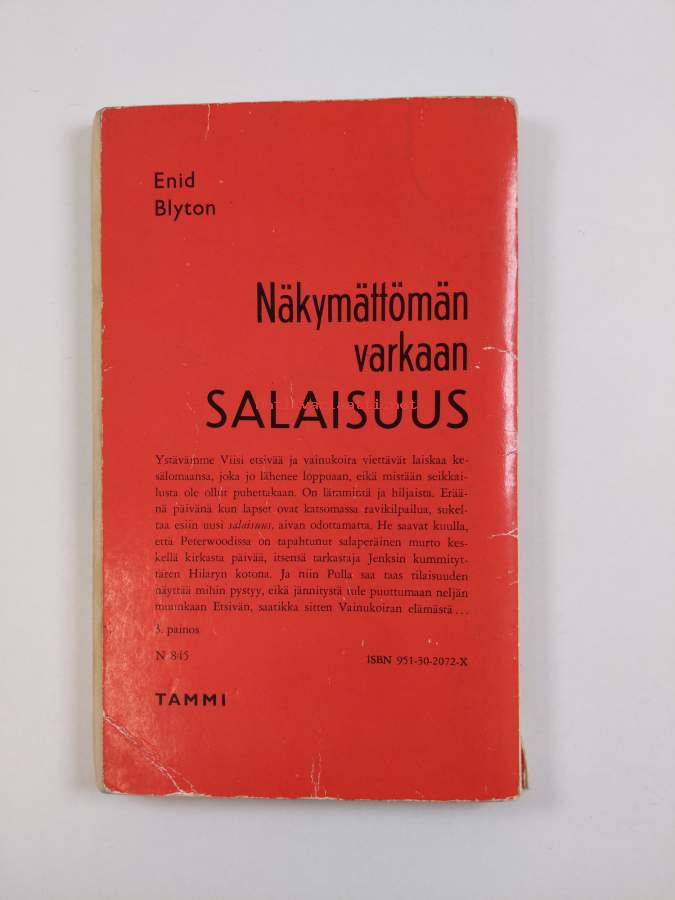 Enid
Blyton
Näkymättömän
varkaan
SALAISUUS
Ystävämme Viisi etsivää ja vainukoira viettävät laiskaa ke-
sälomaansa, joka jo lähenee loppuaan, eikä mistään seikkai-
lusta ole ollut puhettakaan. On lämmintä ja hiljaista. Erää-
nä päivänä kun lapset ovat katsomassa ravikilpailua, sukel-
taa esiin uusi salaisuus, aivan odottamatta. He saavat kuulla,
että Peterwoodissa on tapahtunut salaperäinen murto kes-
kellä kirkasta päivää, itsensä tarkastaja Jenksin kummityt-
tären Hilaryn kotona. Ja niin Pulla saa taas tilaisuuden
näyttää mihin pystyy, eikä jännitystä tule puuttumaan neljän
muunkaan Etsivän, saatikka sitten Vainukoiran elämästä...
3. painos
N 845
ISBN 951-30-2072-X
TAMMI